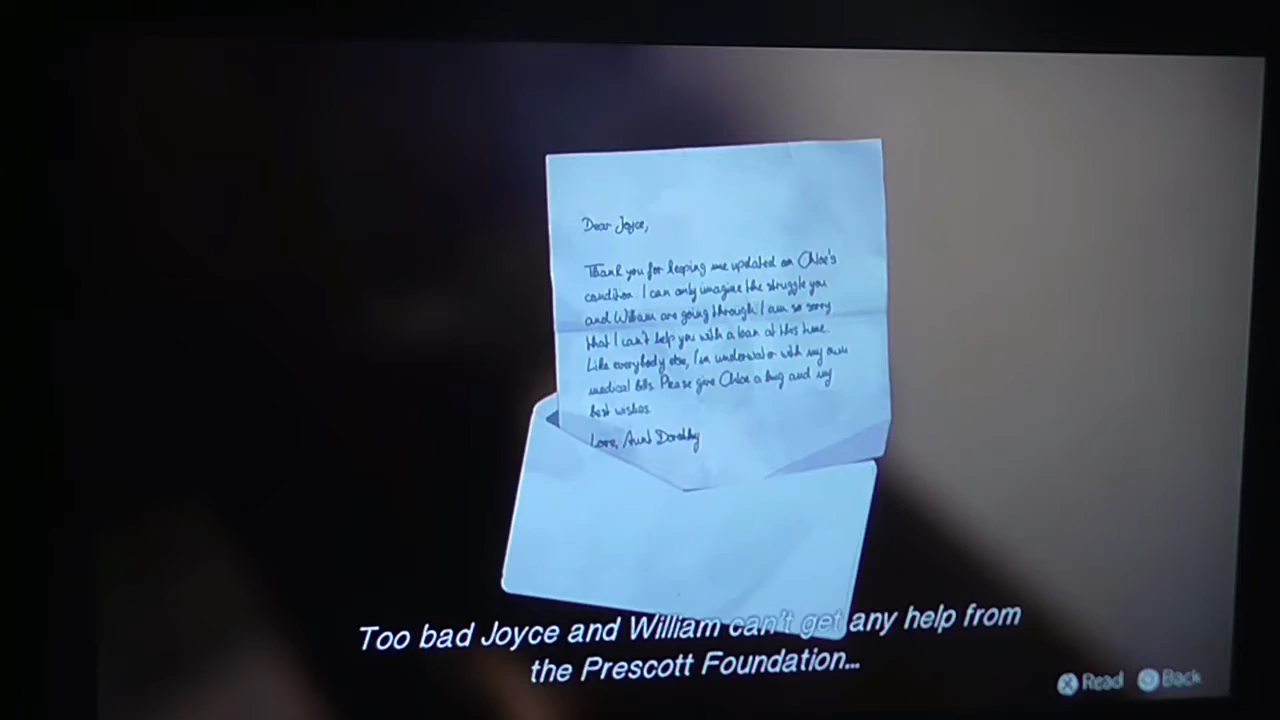 Dear Joyce,
Thank you for keeping me updated on Chloe's
condition. I can only imagine the struggle you
and William are going through. I am so sorry
that I can't help you with a loan at this time.
Like everybody else, I'm underwater with my own
medical bills. Please give Chloe a hug and my
best wishes.
Love, Aunt Dorothy
Too bad Joyce and William can't get any help from
the Prescott Foundation...
Read Back